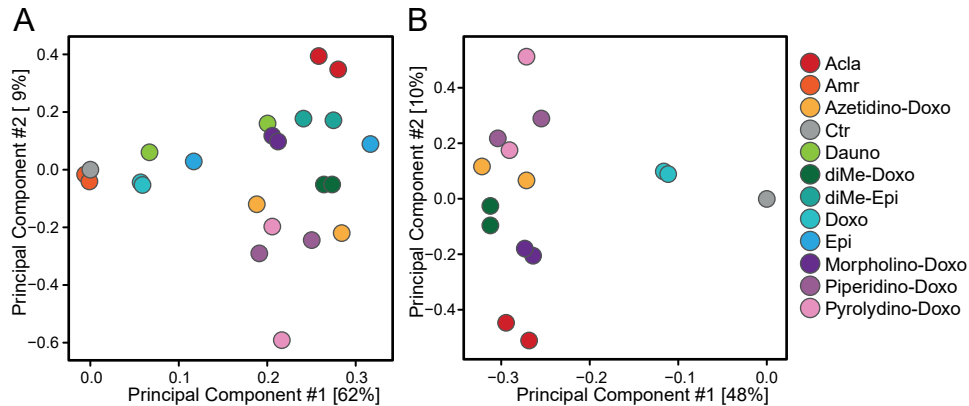 A
0.4
0.2
0.0
−0.2
−0.4
−0.6
Principal Component #2 [ 9%]
0.0
0.1
0.2
0.3
Principal Component #1 [62%]
B
0.4
0.2
0.0
−0.2
−0.4
Principal Component #2 [10%]
−0.3
−0.2
−0.1
0.0
Principal Component #1 [48%]
Acla
Amr
Azetidino-Doxo
Ctr
Dauno
diMe-Doxo
diMe-Epi
Doxo
Epi
Morpholino-Doxo
Piperidino-Doxo
Pyrolydino-Doxo